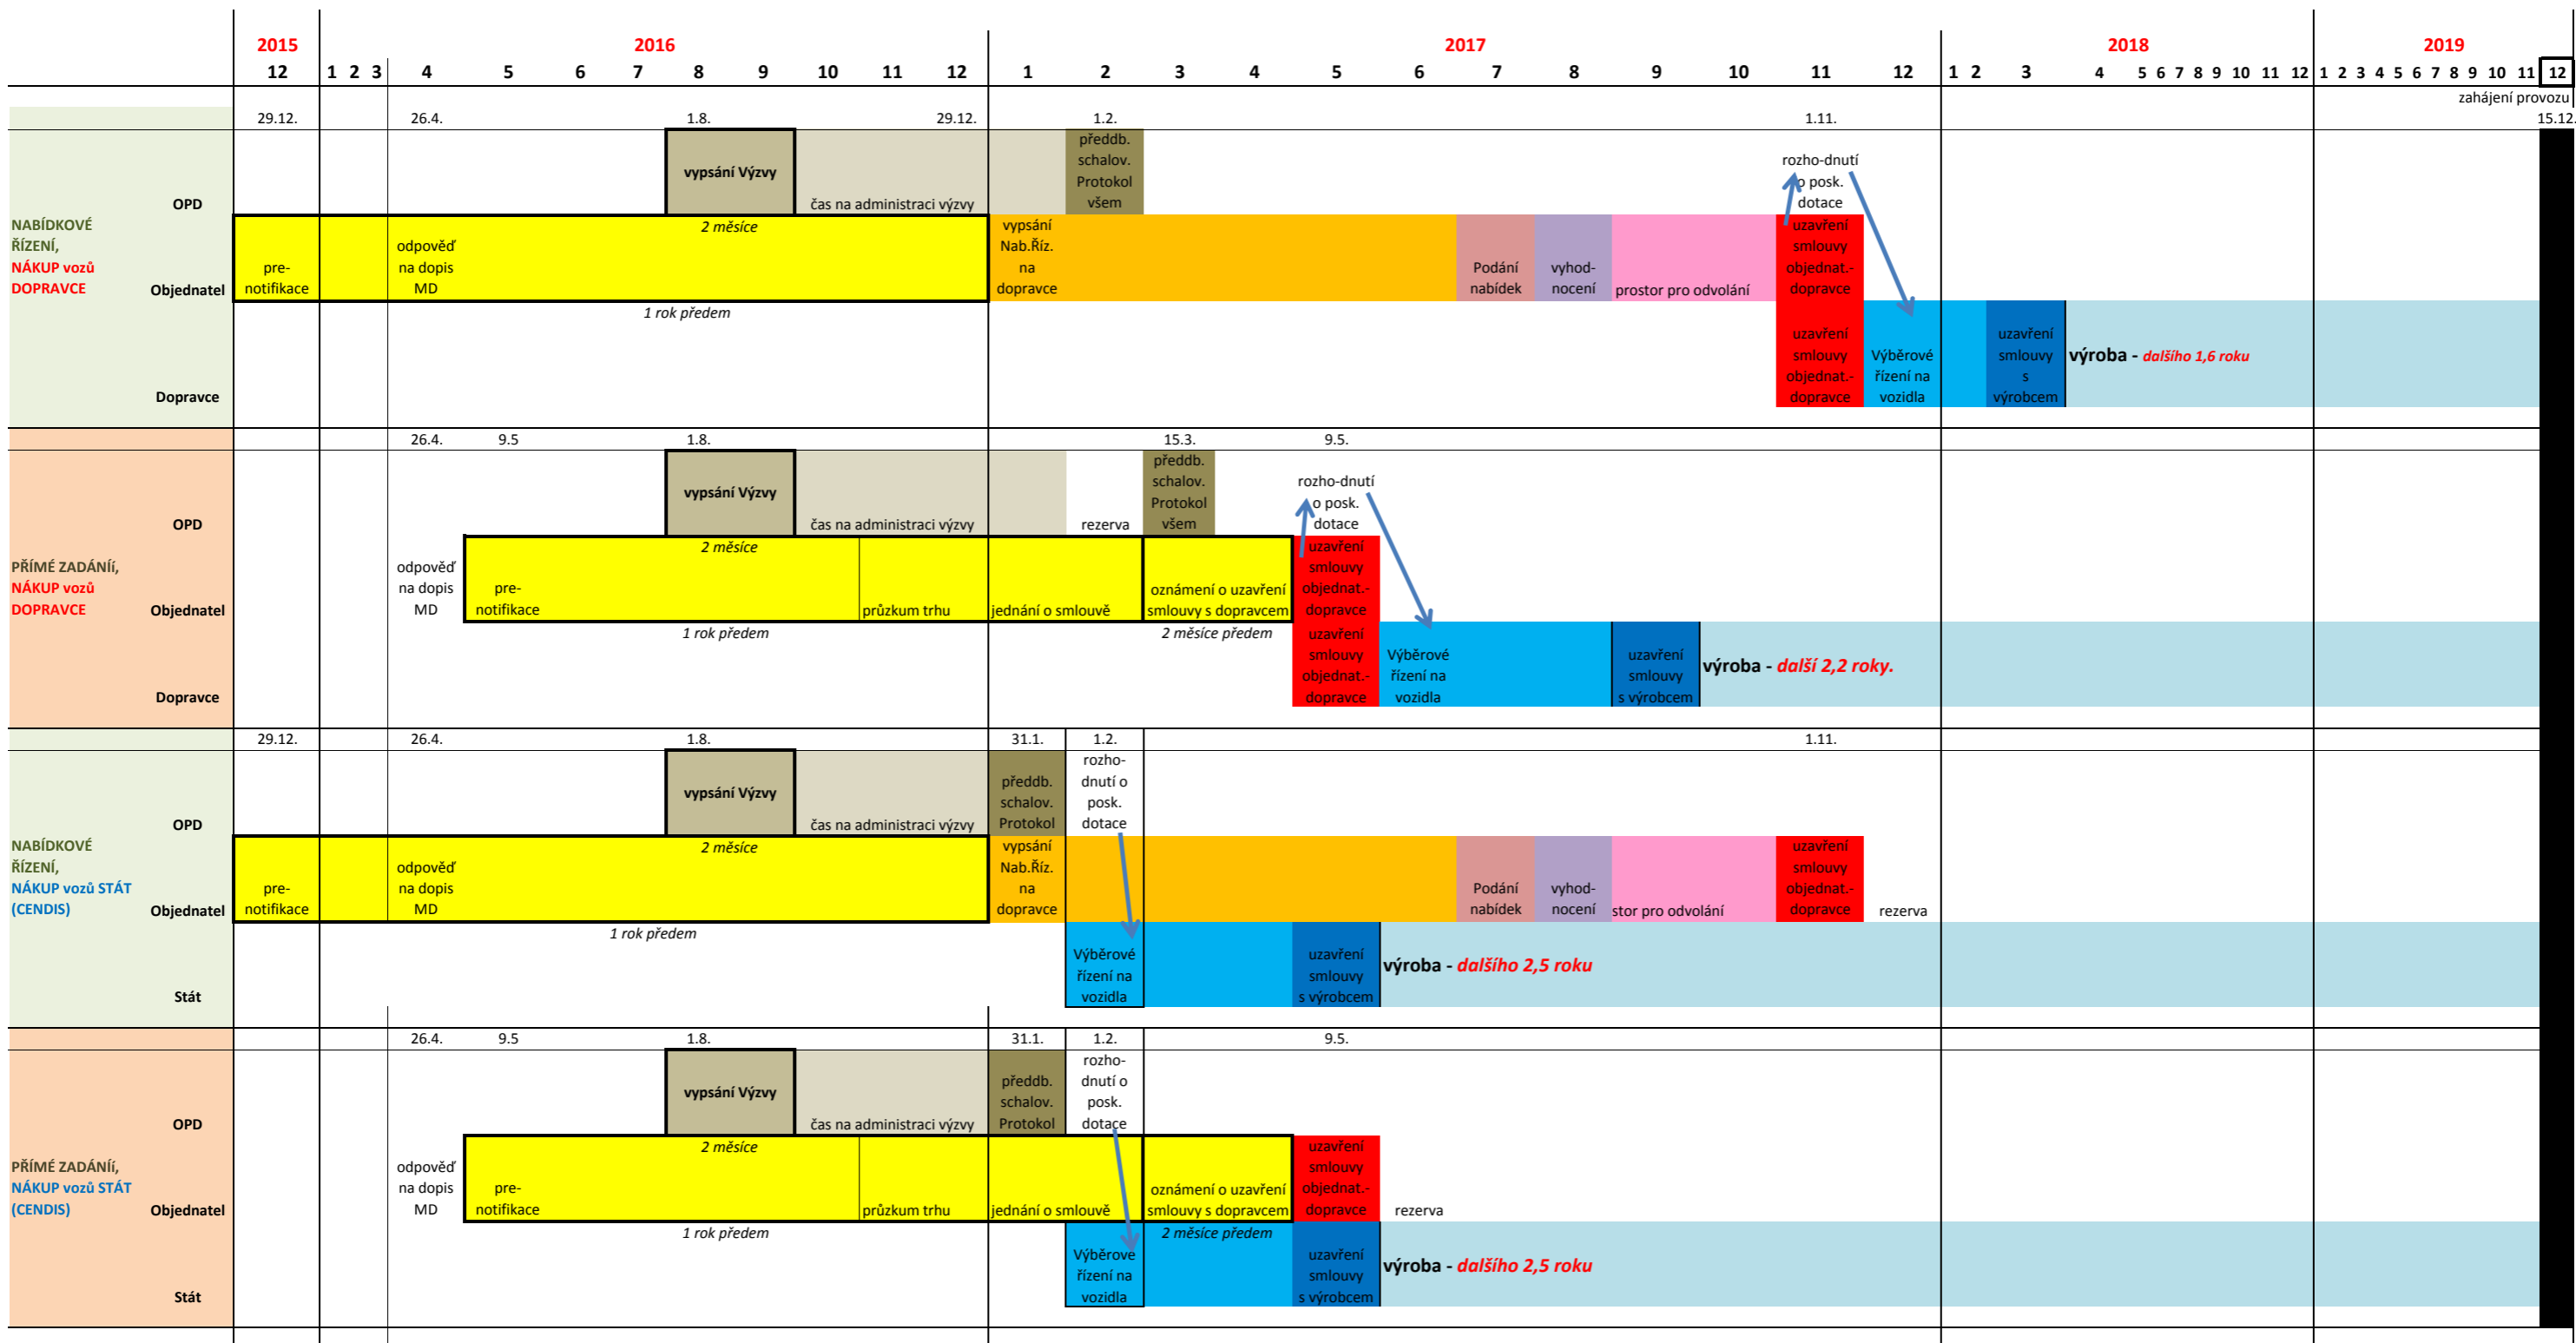 2015 2016 2017 2018 2019
12 1 2 3 4 5 6 7 8 9 10 11 12 1 2 3 4 5 6 7 8 9 10 11 12 1 2 3 4 5 6 7 8 9 10 11 12 1 2 3 4 5 6 7 8 9 10 11 12
zahájení provozu
29.12. 26.4. 1.8. 29.12. 1.2. 1.11. 15.12.
OPD
vypsání Výzvy
čas na administraci výzvy
předdb.
schalov.
Protokol
všem
rozho-dnutí
o posk.
dotace
NABÍDKOVÉ
ŘÍZENÍ,
NÁKUP vozů
DOPRAVCE
Objednatel
pre-
notifikace
odpověď
na dopis
MD
2 měsíce
vypsání
Nab.Říz.
na
dopravce
Podání
nabídek
vyhod-
nocení
prostor pro odvolání
uzavření
smlouvy
objednat.-
dopravce
1 rok předem
Dopravce
uzavření
smlouvy
objednat.-
dopravce
Výběrové
řízení na
vozidla
uzavření
smlouvy
s
výrobcem
výroba - dalšího 1,6 roku
26.4. 9.5 1.8. 15.3. 9.5.
OPD
vypsání Výzvy
čas na administraci výzvy
rezerva
předdb.
schalov.
Protokol
všem
rozho-dnutí
o posk.
dotace
PŘÍMÉ ZADÁNÍí,
NÁKUP vozů
DOPRAVCE
Objednatel
odpověď
na dopis
MD
pre-
notifikace
2 měsíce
průzkum trhu
jednání o smlouvě
oznámení o uzavření
smlouvy s dopravcem
uzavření
smlouvy
objednat.-
dopravce
1 rok předem
2 měsíce předem
Dopravce
uzavření
smlouvy
objednat.-
dopravce
Výběrové
řízení na
vozidla
uzavření
smlouvy
s výrobcem
výroba - další 2,2 roky.
29.12. 26.4. 1.8. 31.1. 1.2. 1.11.
OPD
vypsání Výzvy
čas na administraci výzvy
předdb.
schalov.
Protokol
rozho-
dnutí o
posk.
dotace
NABÍDKOVÉ
ŘÍZENÍ,
NÁKUP vozů STÁT
(CENDIS)
Objednatel
pre-
notifikace
odpověď
na dopis
MD
2 měsíce
vypsání
Nab.Říz.
na
dopravce
Podání
nabídek
vyhod-
nocení
stor pro odvolání
uzavření
smlouvy
objednat.-
dopravce
rezerva
1 rok předem
Stát
Výběrové
řízení na
vozidla
uzavření
smlouvy
s výrobcem
výroba - dalšího 2,5 roku
26.4. 9.5 1.8. 31.1. 1.2. 9.5.
OPD
vypsání Výzvy
čas na administraci výzvy
předdb.
schalov.
Protokol
rozho-
dnutí o
posk.
dotace
PŘÍMÉ ZADÁNÍí,
NÁKUP vozů STÁT
(CENDIS)
Objednatel
odpověď
na dopis
MD
pre-
notifikace
2 měsíce
průzkum trhu
jednání o smlouvě
oznámení o uzavření
smlouvy s dopravcem
uzavření
smlouvy
objednat.-
dopravce
rezerva
1 rok předem
2 měsíce předem
Stát
Výběrové
řízení na
vozidla
uzavření
smlouvy
s výrobcem
výroba - dalšího 2,5 roku